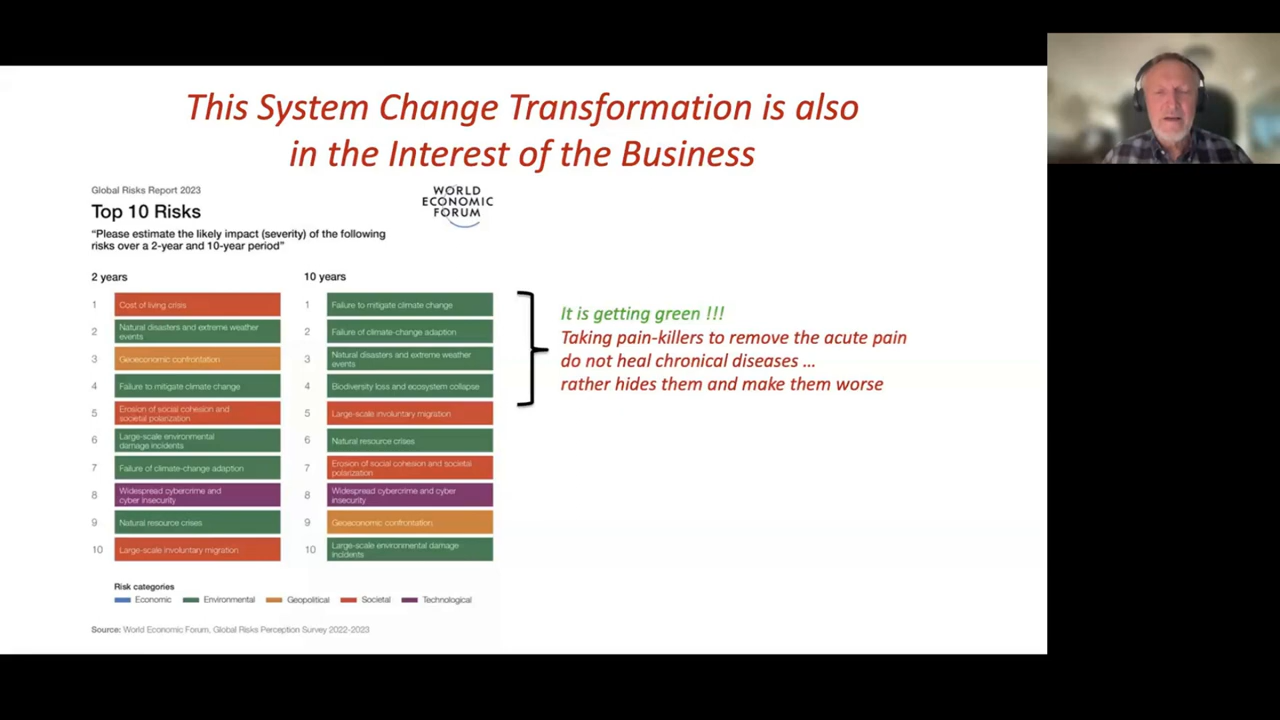 This System Change Transformation is also
in the Interest of the Business
Global Risks Report 2023
Top 10 Risks
WORLD
ECONOMIC
FORUM
“Please estimate the likely impact (severity) of the following
risks over a 2-year and 10-year period”
2 years
1 Cost of living crisis
2 Natural disasters and extreme weather
events
3 Geoeconomic confrontation
4 Failure to mitigate climate change
5 Erosion of social cohesion and
societal polarization
6 Large-scale environmental
damage incidents
7 Failure of climate-change adaption
8 Widespread cybercrime and
cyber insecurity
9 Natural resource crises
10 Large-scale involuntary migration
10 years
1 Failure to mitigate climate change
2 Failure of climate-change adaption
3 Natural disasters and extreme weather
events
4 Biodiversity loss and ecosystem collapse
5 Large-scale involuntary migration
6 Natural resource crises
7 Erosion of social cohesion and societal
polarization
8 Widespread cybercrime and cyber
insecurity
9 Geoeconomic confrontation
10 Large-scale environmental damage
incidents
It is getting green !!!
Taking pain-killers to remove the acute pain
do not heal chronical diseases ...
rather hides them and make them worse
Risk categories
Economic Environmental Geopolitical Societal Technological
Source: World Economic Forum, Global Risks Perception Survey 2022-2023